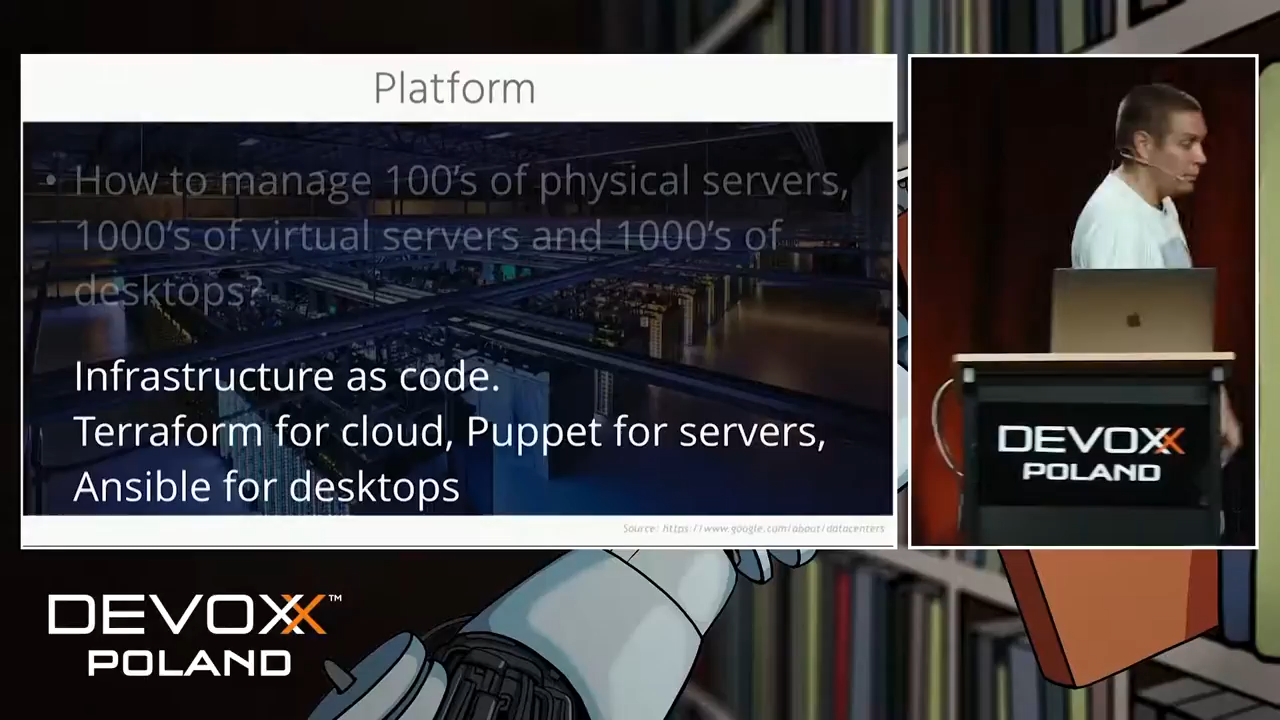 Platform
• How to manage 100's of physical servers,
1000's of virtual servers and 1000's of
desktops?
Infrastructure as code.
Terraform for cloud, Puppet for servers,
Ansible for desktops
Source: https://www.google.com/about/datacenters
DEVOXX
POLAND
DEVOXX™
POLAND